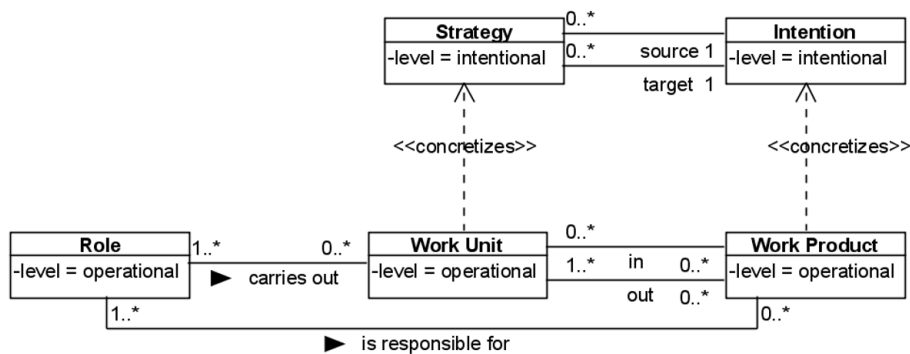 Strategy
-level = intentional
0..*
0..*
source 1
target 1
Intention
-level = intentional
<<concretizes>>
<<concretizes>>
Role
-level = operational
1..*
0..*
carries out
Work Unit
-level = operational
0..*
1..*
in
0..*
out
0..*
Work Product
-level = operational
1..*
0..*
is responsible for